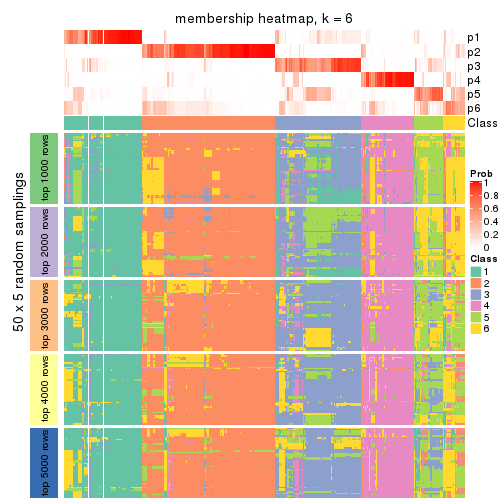 membership heatmap, k = 6
p1
p2
p3
p4
p5
p6
Class
50 x 5 random samplings
top 1000 rows
top 2000 rows
top 3000 rows
top 4000 rows
top 5000 rows
Prob
1
0.8
0.6
0.4
0.2
0
Class
1
2
3
4
5
6